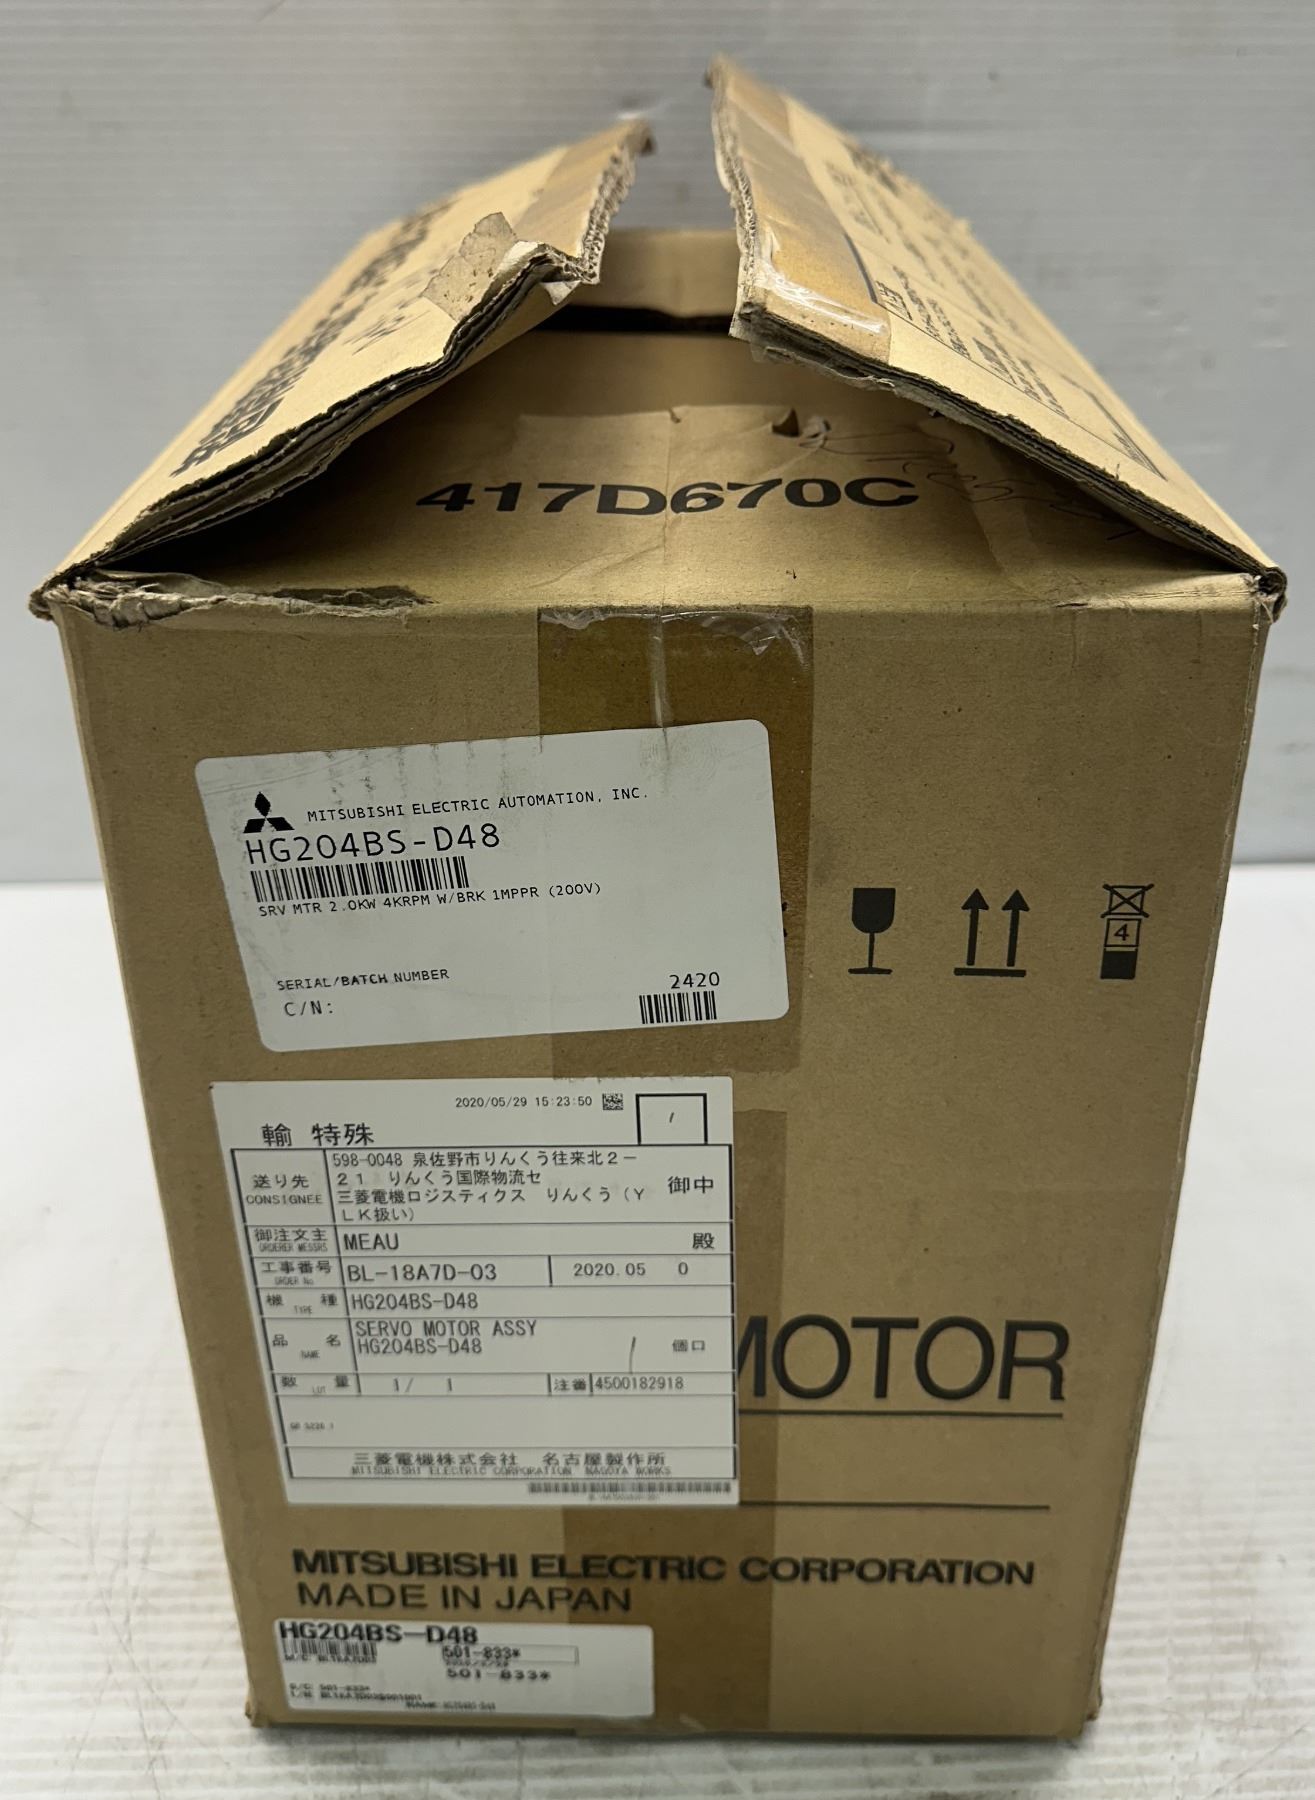 417D670C
MITSUBISHI ELECTRIC AUTOMATION, INC.
HG204BS-D48
SRV MTR 2.0KW 4KRPM W/BRK 1MPPR (200V)
SERIAL/BATCH NUMBER
2420
C/N:
4
2020/05/29 15:23:50
輸 特殊
送り先
CONSIGNEE
598-0048 泉佐野市りんくう往来北2-
21 りんくう国際物流セ
三菱電機ロジスティクス りんくう(Y
LK扱い)
御中
御注文主
ORDERER MESSRS
MEAU 殿
工事番号
ORDER No.
BL-18A7D-03 2020.05 0
機 種
TYPE
HG204BS-D48
品 名
NAME
SERVO MOTOR ASSY
HG204BS-D48
個口
数 量
LOT
1/ 1 注番 4500182918
三菱電機株式会社 名古屋製作所
MITSUBISHI ELECTRIC CORPORATION NAGOYA WORKS
MOTOR
MITSUBISHI ELECTRIC CORPORATION
MADE IN JAPAN
HG204BS-D48
501-833*
501-833*